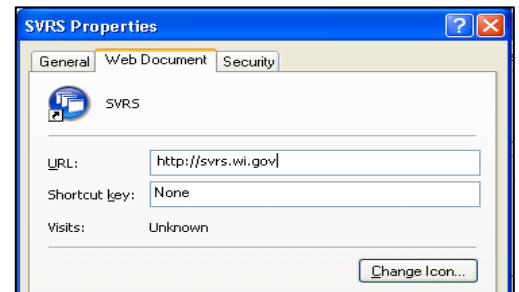 SVRS Properties
General Web Document Security
SVRS
URL: http://svrs.wi.gov
Shortcut key: None
Visits: Unknown
Change Icon...